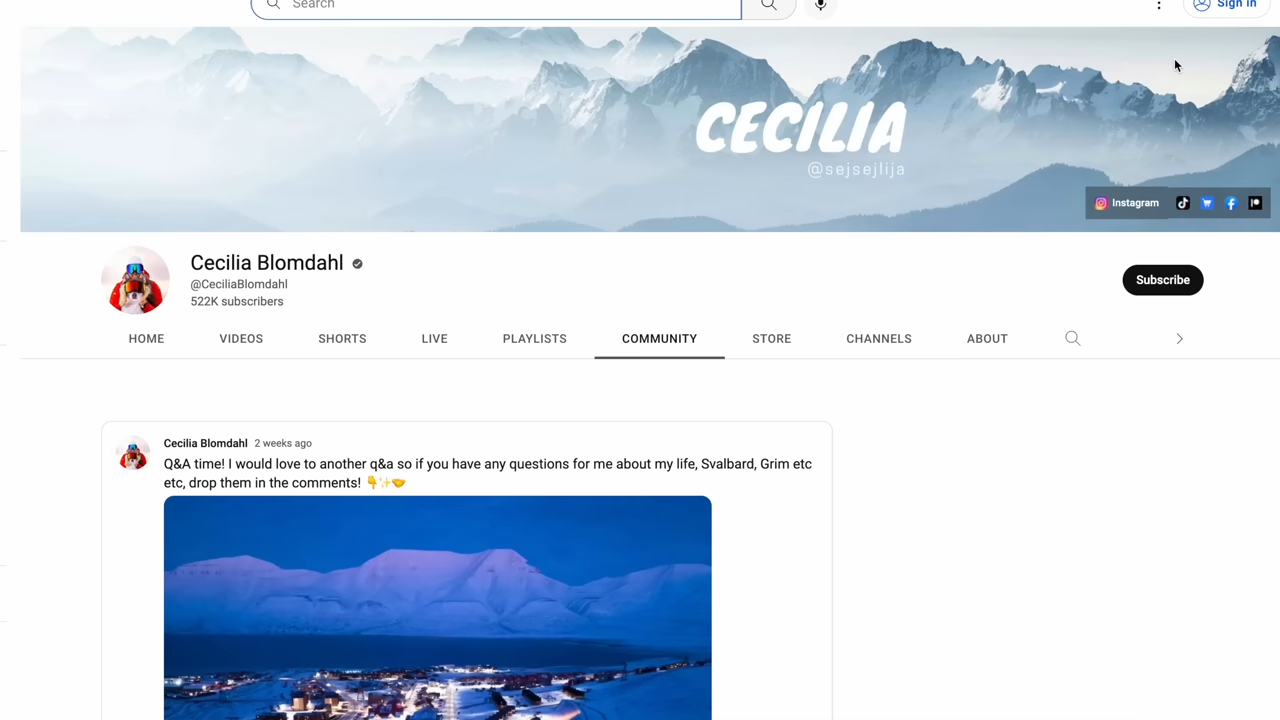 Search
Sign in
CECILIA
@sejsejlija
Instagram
Cecilia Blomdahl
@CeciliaBlomdahl
522K subscribers
Subscribe
HOME VIDEOS SHORTS LIVE PLAYLISTS COMMUNITY STORE CHANNELS ABOUT
Cecilia Blomdahl 2 weeks ago
Q&A time! I would love to another q&a so if you have any questions for me about my life, Svalbard, Grim etc
etc, drop them in the comments! 👇✨🤝